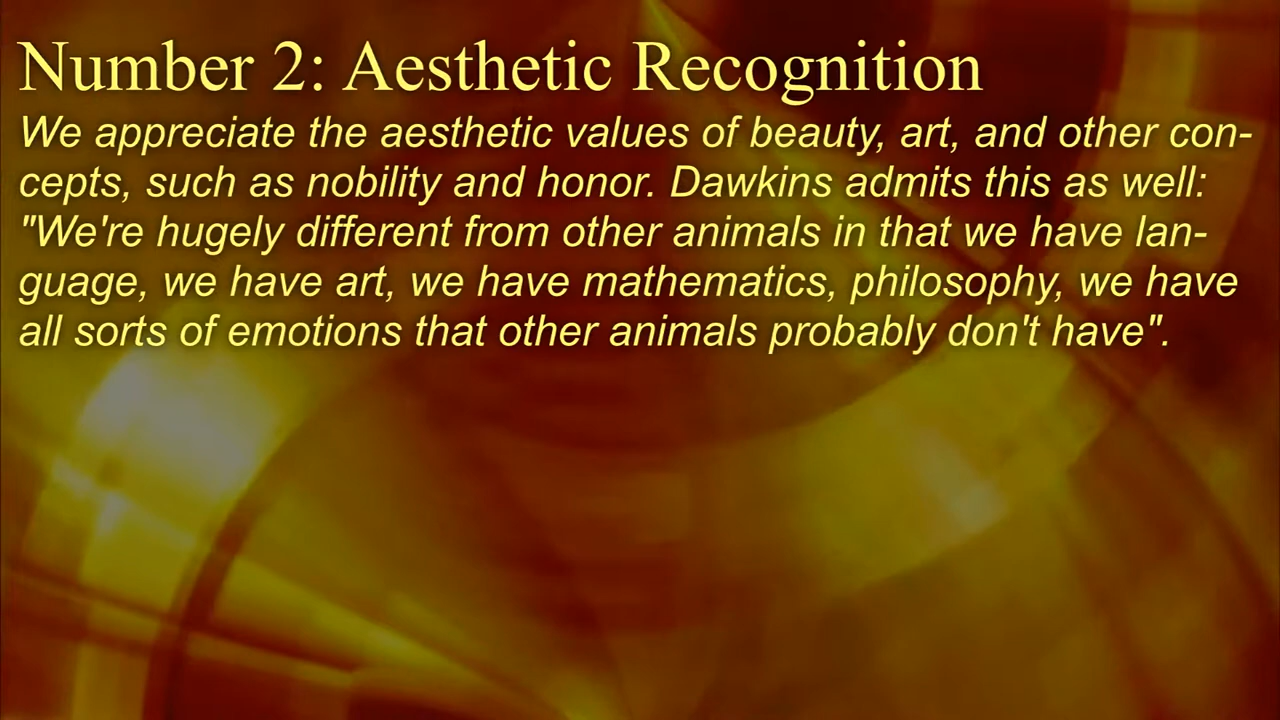 Number 2: Aesthetic Recognition
We appreciate the aesthetic values of beauty, art, and other con-
cepts, such as nobility and honor. Dawkins admits this as well:
"We're hugely different from other animals in that we have lan-
guage, we have art, we have mathematics, philosophy, we have
all sorts of emotions that other animals probably don't have".